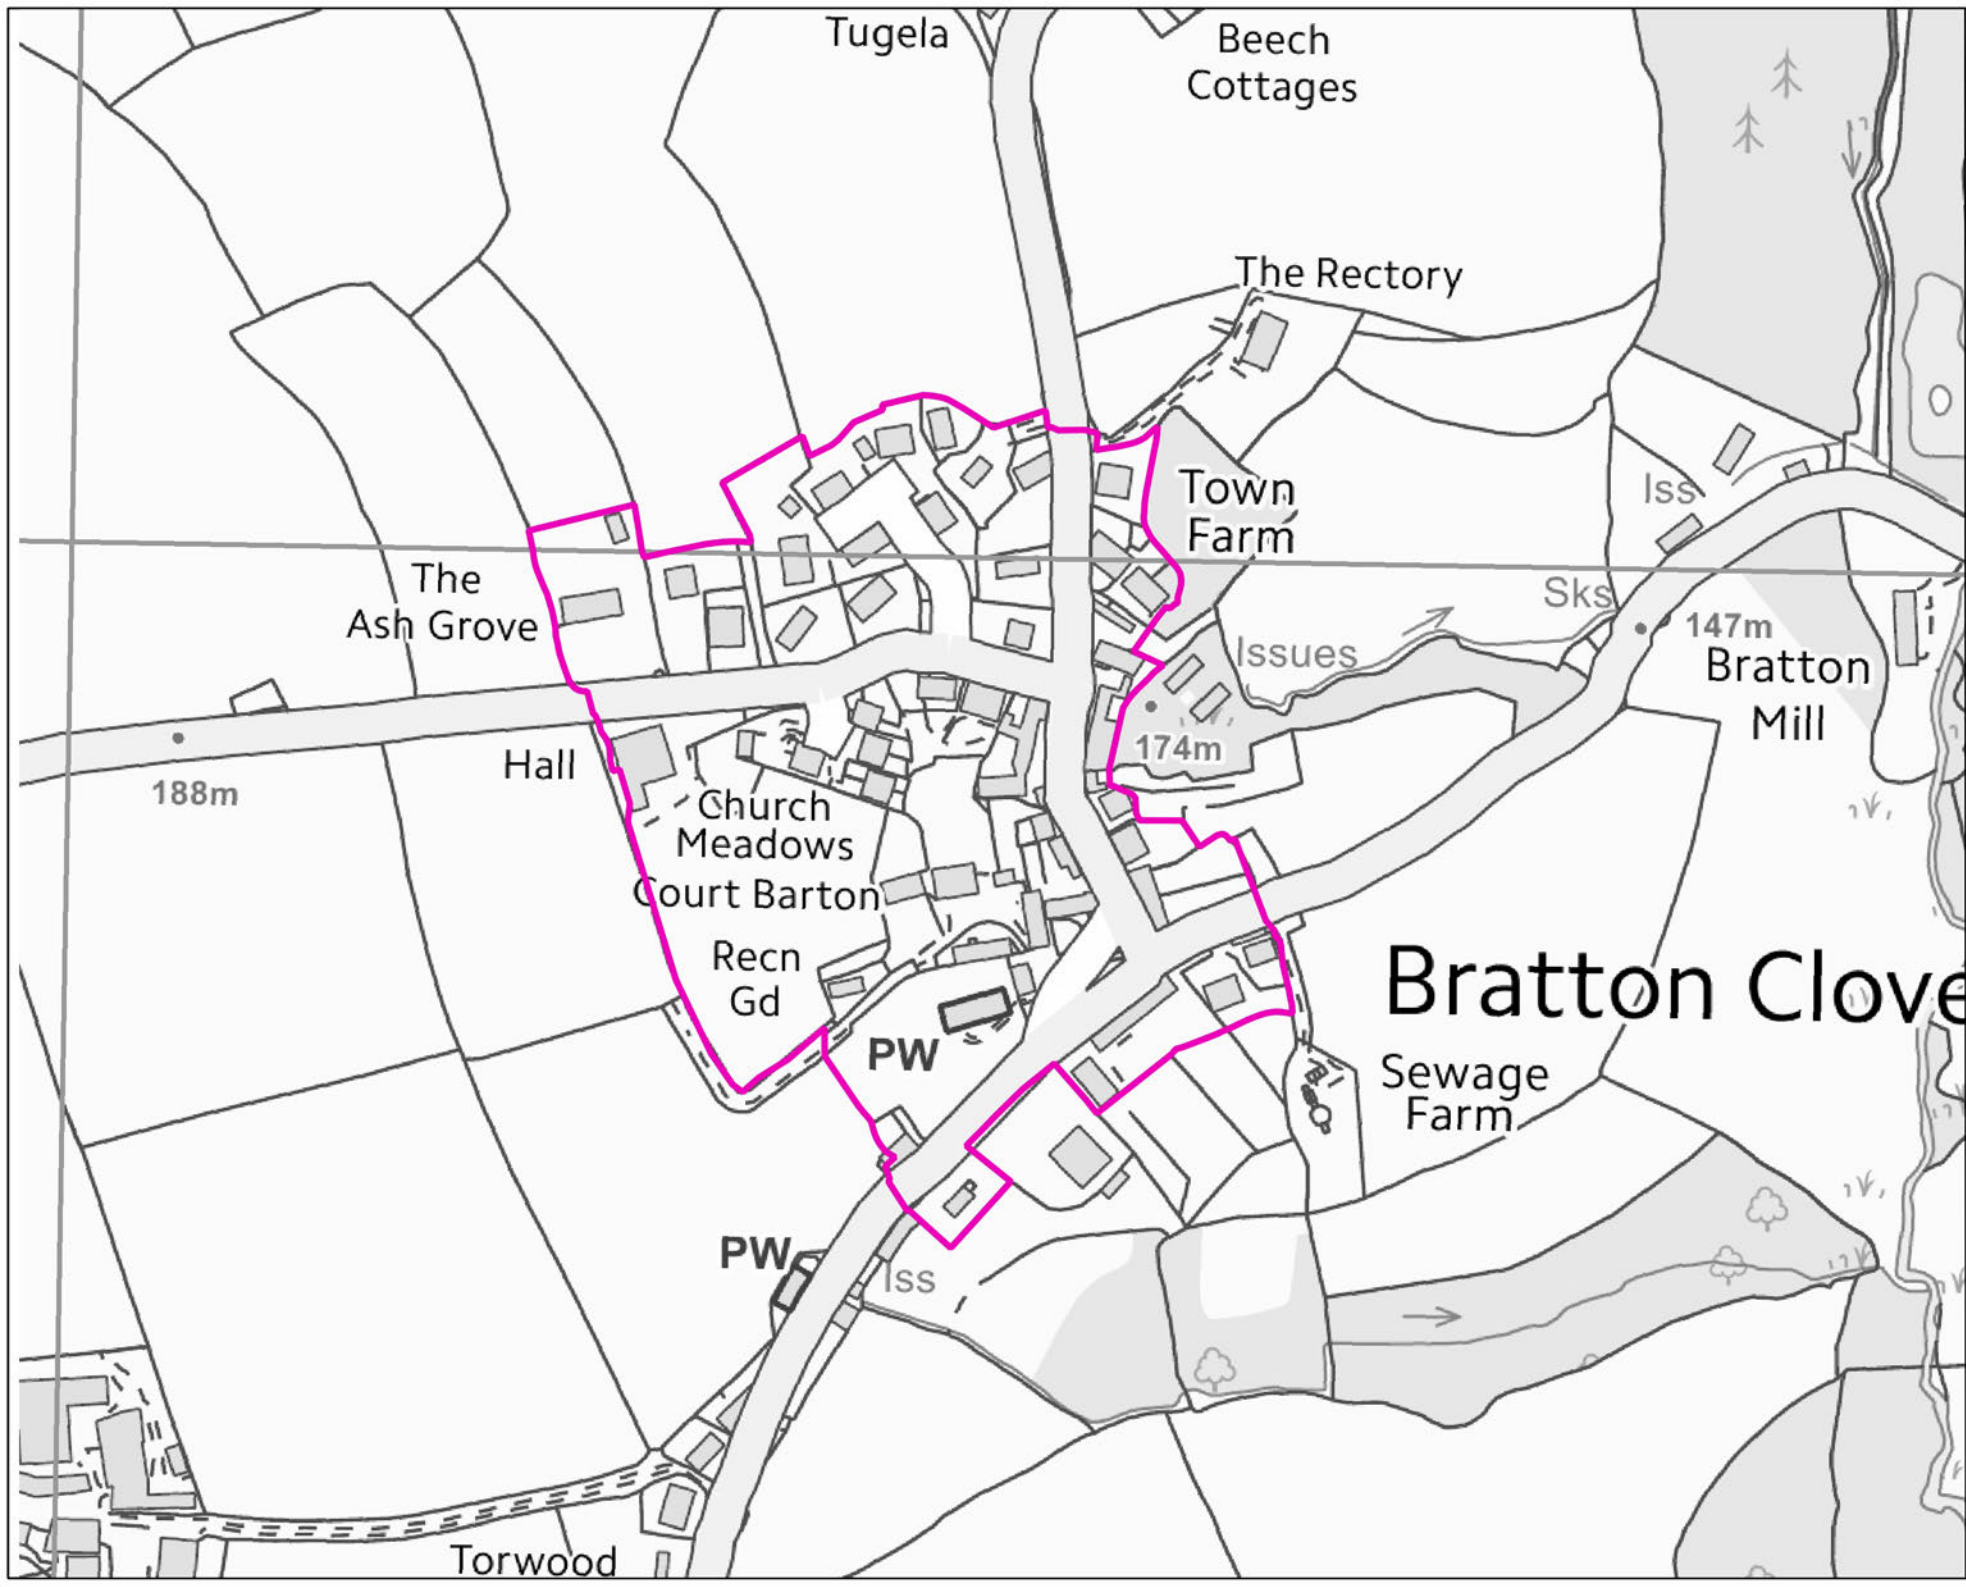 Tugela
Beech
Cottages
The Rectory
Town
Farm
Iss
The
Ash Grove
Sks
Issues
147m
Bratton
Mill
Hall
174m
188m
Church
Meadows
Court Barton
Recn
Gd
Bratton Clove
PW
Sewage
Farm
PW
Iss
Torwood